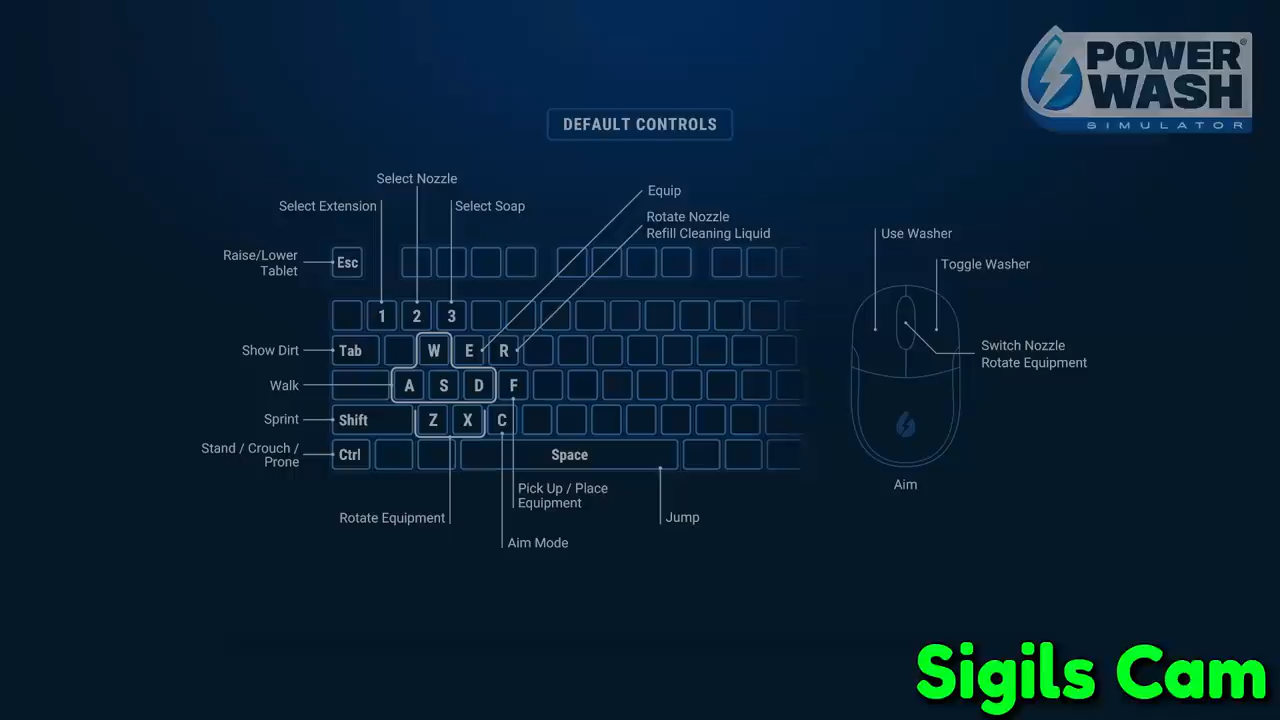 POWER
WASH
SIMULATOR
DEFAULT CONTROLS
Select Nozzle
Select Extension
Select Soap
Equip
Rotate Nozzle
Refill Cleaning Liquid
Use Washer
Toggle Washer
Raise/Lower
Tablet
Esc
1 2 3
Show Dirt
Tab W E R
Switch Nozzle
Rotate Equipment
Walk
A S D F
Sprint
Shift Z X C
Stand / Crouch /
Prone
Ctrl Space
Aim
Pick Up / Place
Equipment
Rotate Equipment
Jump
Aim Mode
Sigils Cam